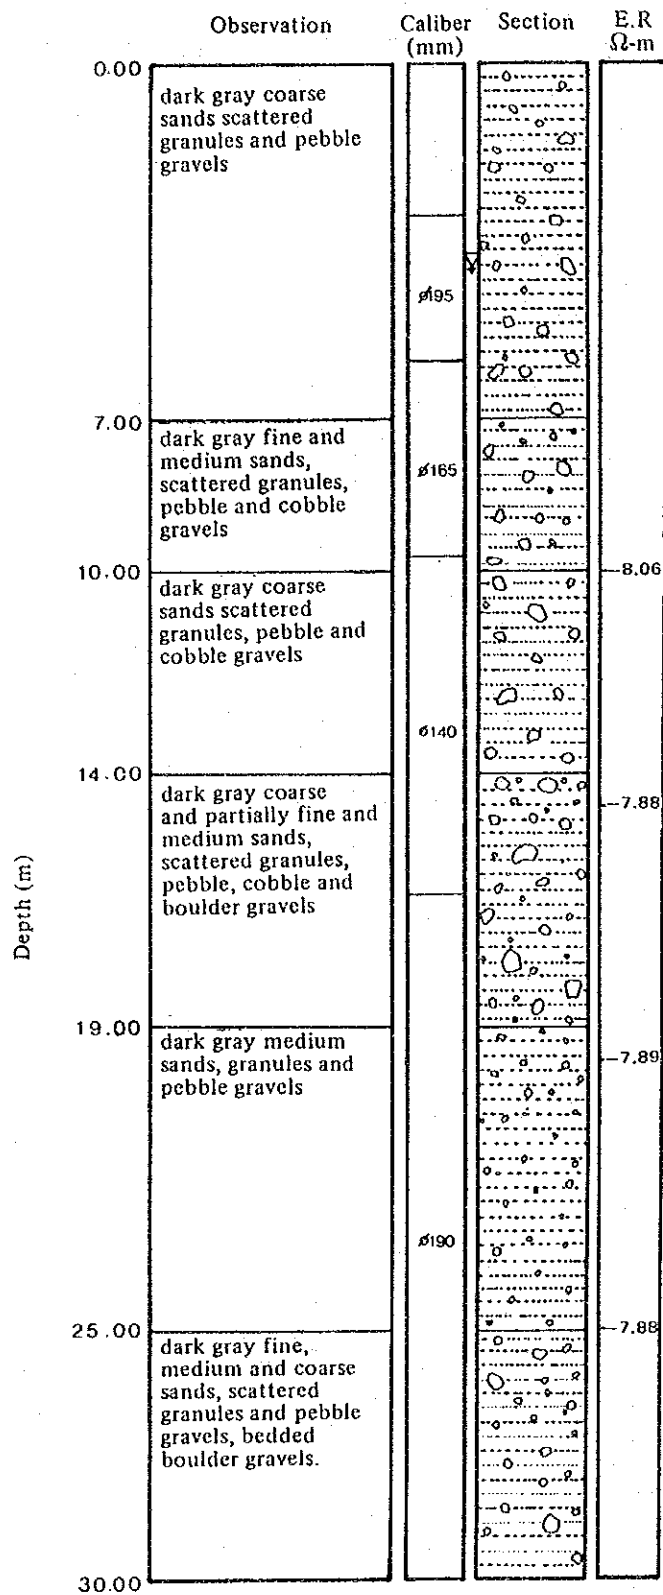 Observation
Caliber
(mm)
Section
E.R
Ω-m
0.00
dark gray coarse
sands scattered
granules and pebble
gravels
ø195
7.00
dark gray fine and
medium sands,
scattered granules,
pebble and cobble
gravels
ø165
10.00
8.06
dark gray coarse
sands scattered
granules, pebble and
cobble gravels
ø140
14.00
dark gray coarse
and partially fine and
medium sands,
scattered granules,
pebble, cobble and
boulder gravels
7.88
Depth (m)
19.00
dark gray medium
sands, granules and
pebble gravels
7.89
ø190
25.00
7.88
dark gray fine,
medium and coarse
sands, scattered
granules and pebble
gravels, bedded
boulder gravels.
30.00